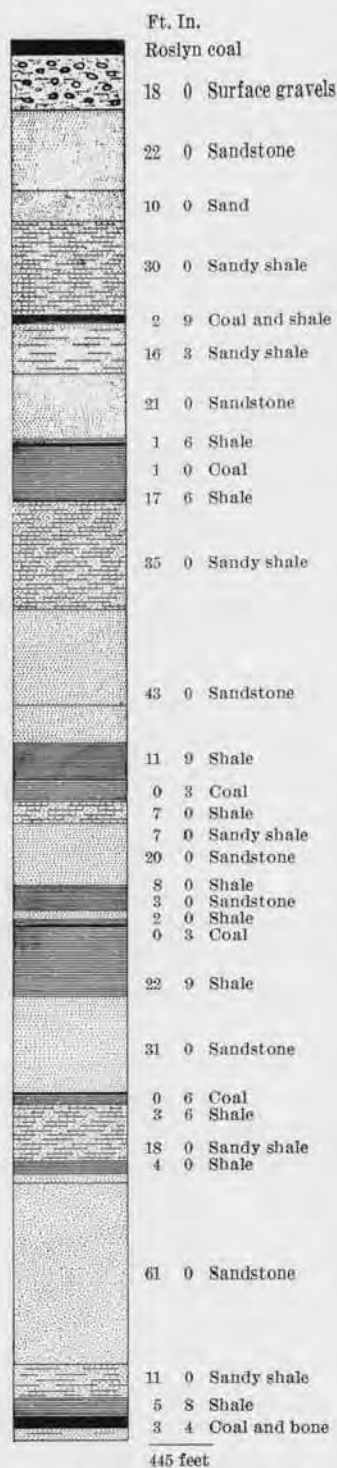 Ft. In.
Roslyn coal
18 0 Surface gravels
22 0 Sandstone
10 0 Sand
30 0 Sandy shale
2 9 Coal and shale
16 3 Sandy shale
21 0 Sandstone
1 6 Shale
1 0 Coal
17 6 Shale
35 0 Sandy shale
43 0 Sandstone
11 9 Shale
0 3 Coal
7 0 Shale
7 0 Sandy shale
20 0 Sandstone
8 0 Shale
3 0 Sandstone
2 0 Shale
0 3 Coal
22 9 Shale
31 0 Sandstone
0 6 Coal
3 6 Shale
18 0 Sandy shale
4 0 Shale
61 0 Sandstone
11 0 Sandy shale
5 8 Shale
3 4 Coal and bone
445 feet